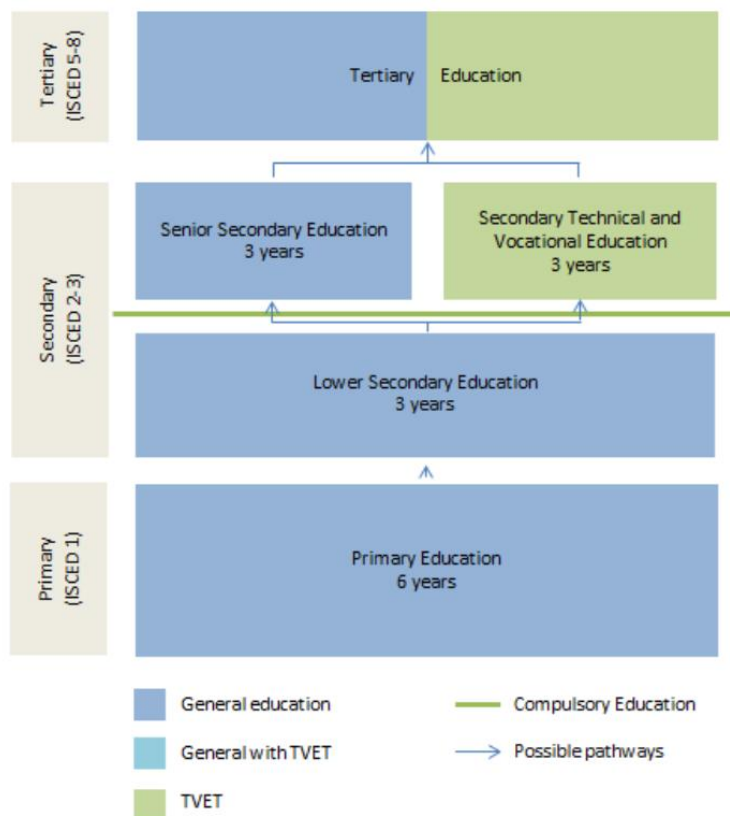 Tertiary
(ISCED 5-8)
Tertiary Education
Secondary
(ISCED 2-3)
Senior Secondary Education
3 years
Secondary Technical and
Vocational Education
3 years
Lower Secondary Education
3 years
Primary
(ISCED 1)
Primary Education
6 years
General education
Compulsory Education
General with TVET
Possible pathways
TVET